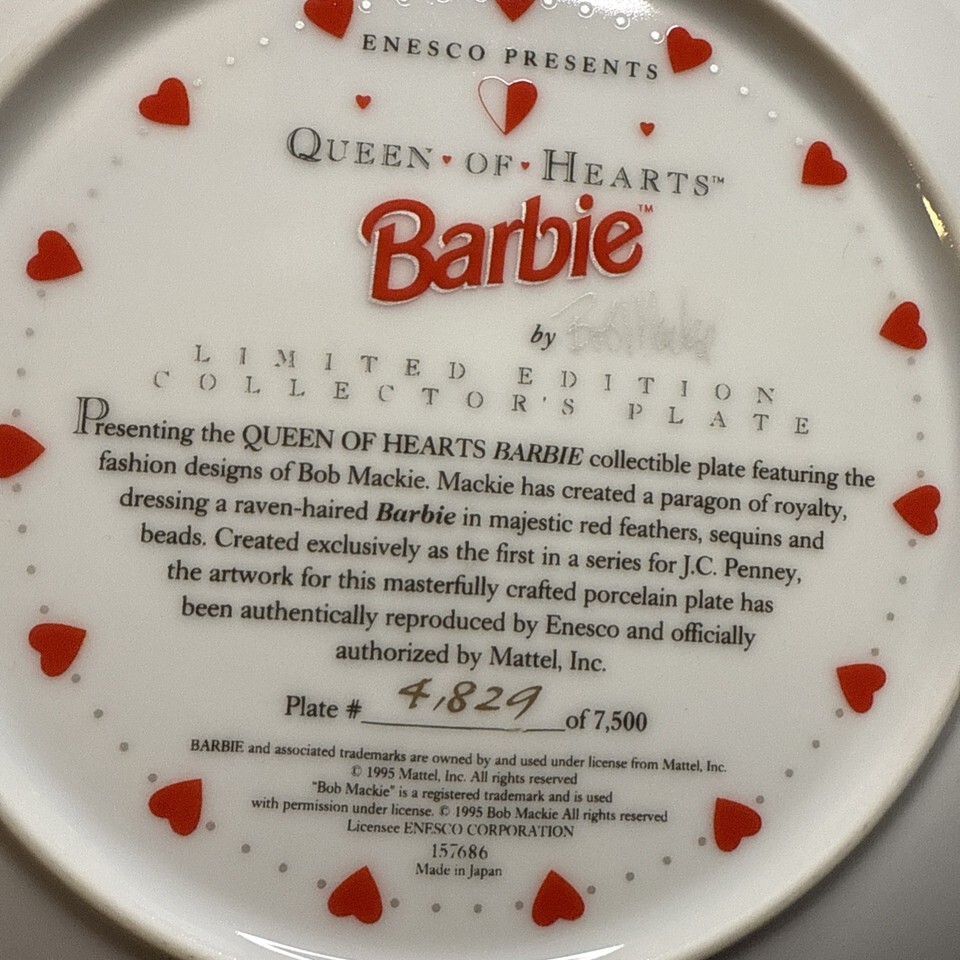 ENESCO PRESENTS
QUEEN • OF • HEARTS™
Barbie™
by Bob Mackie
LIMITED EDITION
COLLECTOR'S PLATE
Presenting the QUEEN OF HEARTS BARBIE collectible plate featuring the
fashion designs of Bob Mackie. Mackie has created a paragon of royalty,
dressing a raven-haired Barbie in majestic red feathers, sequins and
beads. Created exclusively as the first in a series for J.C. Penney,
the artwork for this masterfully crafted porcelain plate has
been authentically reproduced by Enesco and officially
authorized by Mattel, Inc.
Plate # 4,829 of 7,500
BARBIE and associated trademarks are owned by and used under license from Mattel, Inc.
© 1995 Mattel, Inc. All rights reserved
"Bob Mackie" is a registered trademark and is used
with permission under license. © 1995 Bob Mackie All rights reserved
Licensee ENESCO CORPORATION
157686
Made in Japan